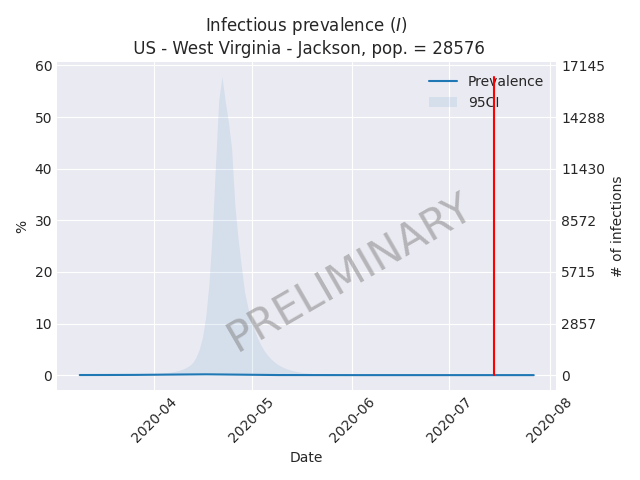 Infectious prevalence (I)
US - West Virginia - Jackson, pop. = 28576
60
50
40
30
20
10
0
%
17145
14288
11430
8572
5715
2857
0
# of infections
Prevalence
95CI
PRELIMINARY
2020-04
2020-05
2020-06
2020-07
2020-08
Date